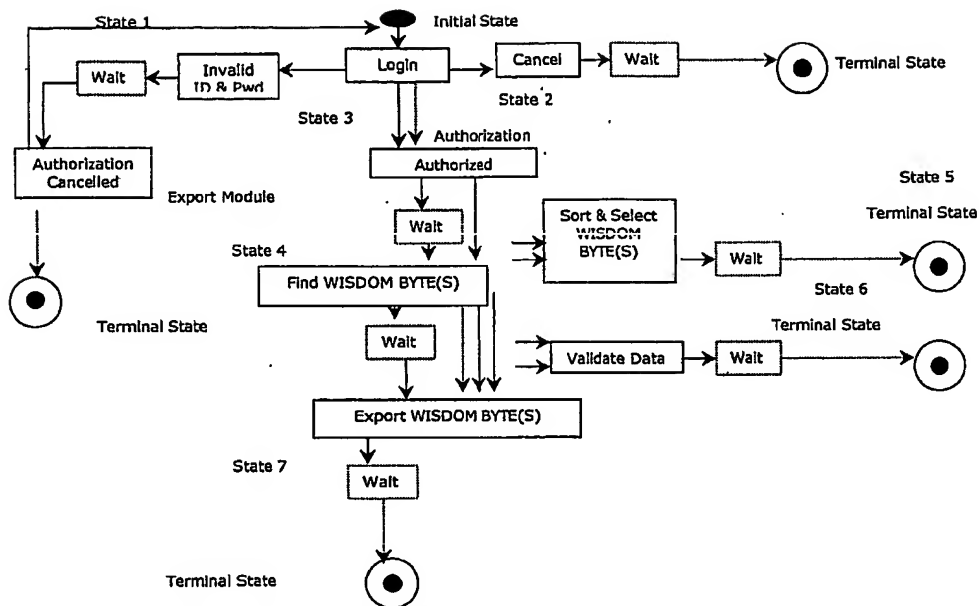 State 1
Initial State
Login
Cancel
Wait
Terminal State
Invalid
ID & Pwd
Wait
State 2
State 3
Authorization
Authorized
Authorization
Cancelled
Export Module
Wait
State 5
Sort & Select
WISDOM
BYTE(S)
Terminal State
Wait
State 4
Find WISDOM BYTE(S)
State 6
Terminal State
Terminal State
Wait
Validate Data
Wait
Export WISDOM BYTE(S)
State 7
Wait
Terminal State